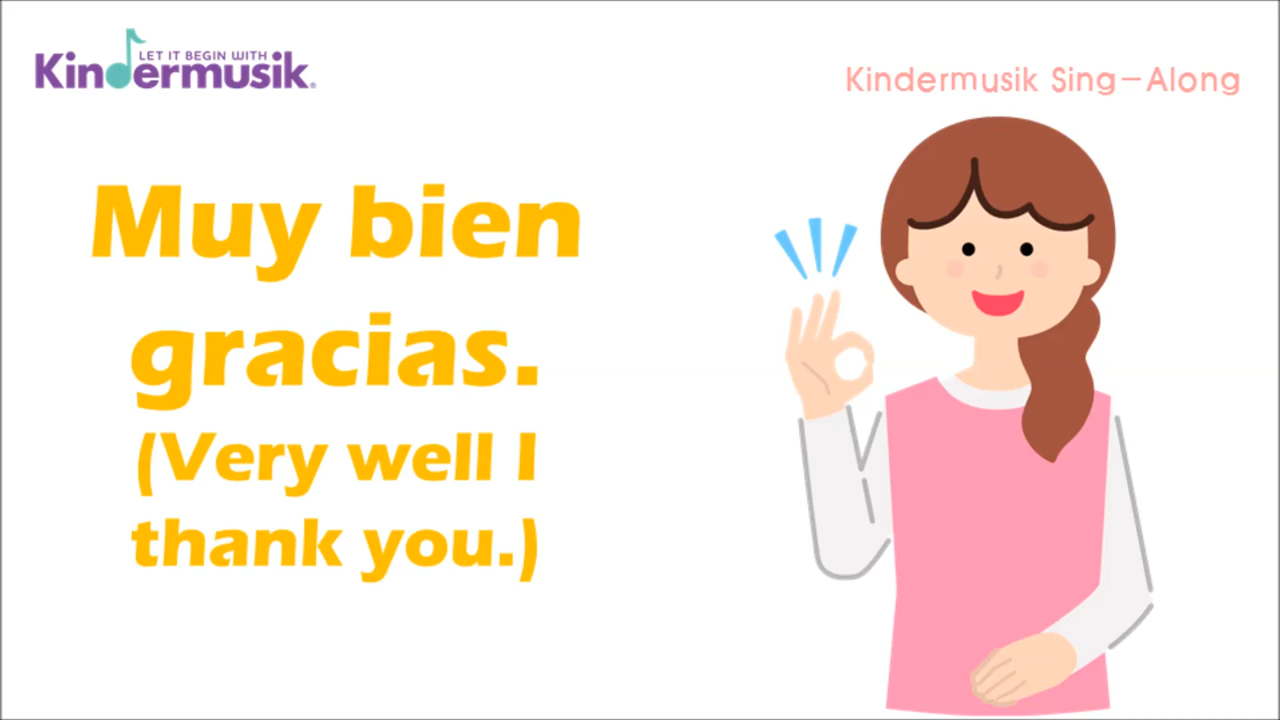 LET IT BEGIN WITH
Kindermusik.
Kindermusik Sing-Along
Muy bien
gracias.
(Very well I
thank you.)